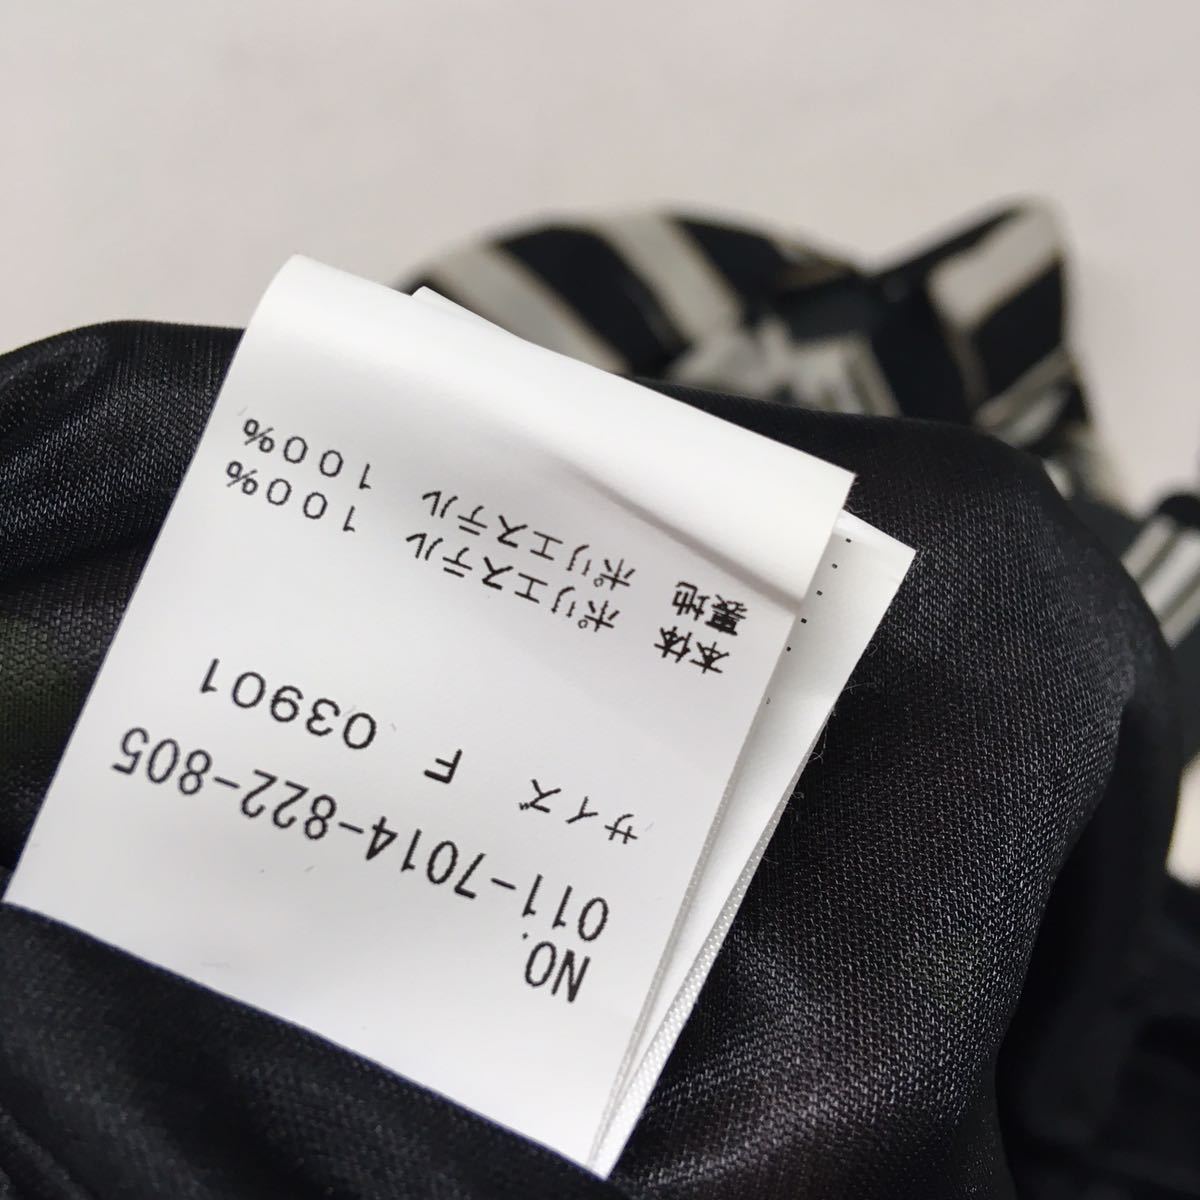 NO.
011-7014-822-805
サイズ F 03901
本体 ポリエステル 100%
裏地 ポリエステル 100%